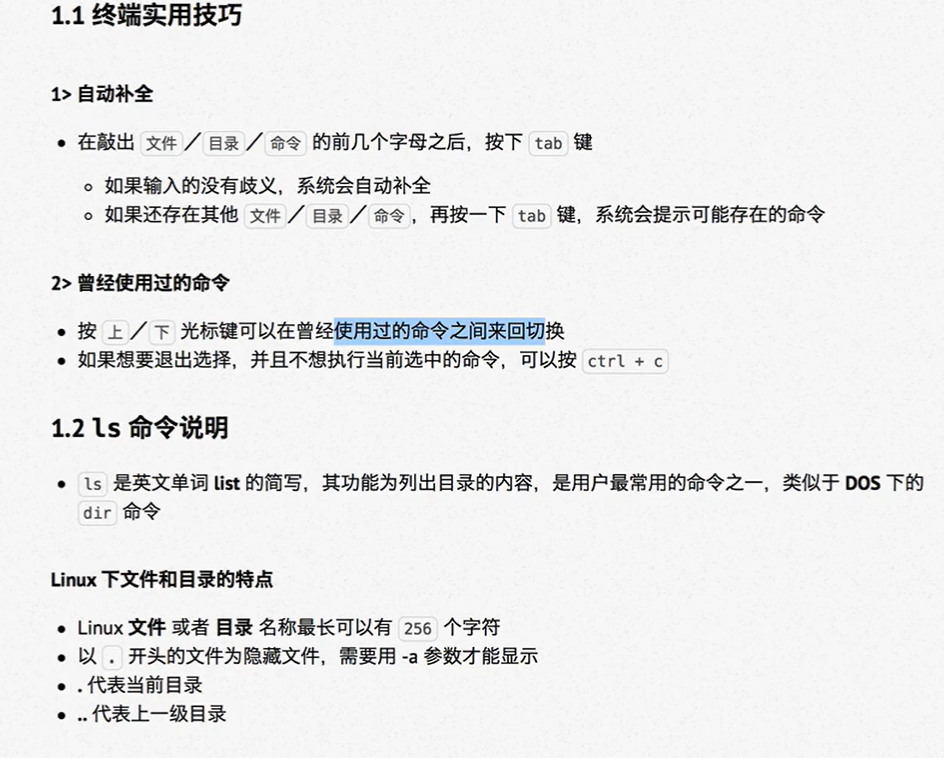 1.1 终端实用技巧
1> 自动补全
在敲出 文件／目录／命令 的前几个字母之后，按下 tab 键
如果输入的没有歧义，系统会自动补全
如果还存在其他 文件／目录／命令，再按一下 tab 键，系统会提示可能存在的命令
2> 曾经使用过的命令
按 上／下 光标键可以在曾经使用过的命令之间来回切换
如果想要退出选择，并且不想执行当前选中的命令，可以按 ctrl + c
1.2 ls 命令说明
ls 是英文单词 list 的简写，其功能为列出目录的内容，是用户最常用的命令之一，类似于 DOS 下的
dir 命令
Linux 下文件和目录的特点
Linux 文件 或者 目录 名称最长可以有 256 个字符
以 . 开头的文件为隐藏文件，需要用 -a 参数才能显示
. 代表当前目录
.. 代表上一级目录